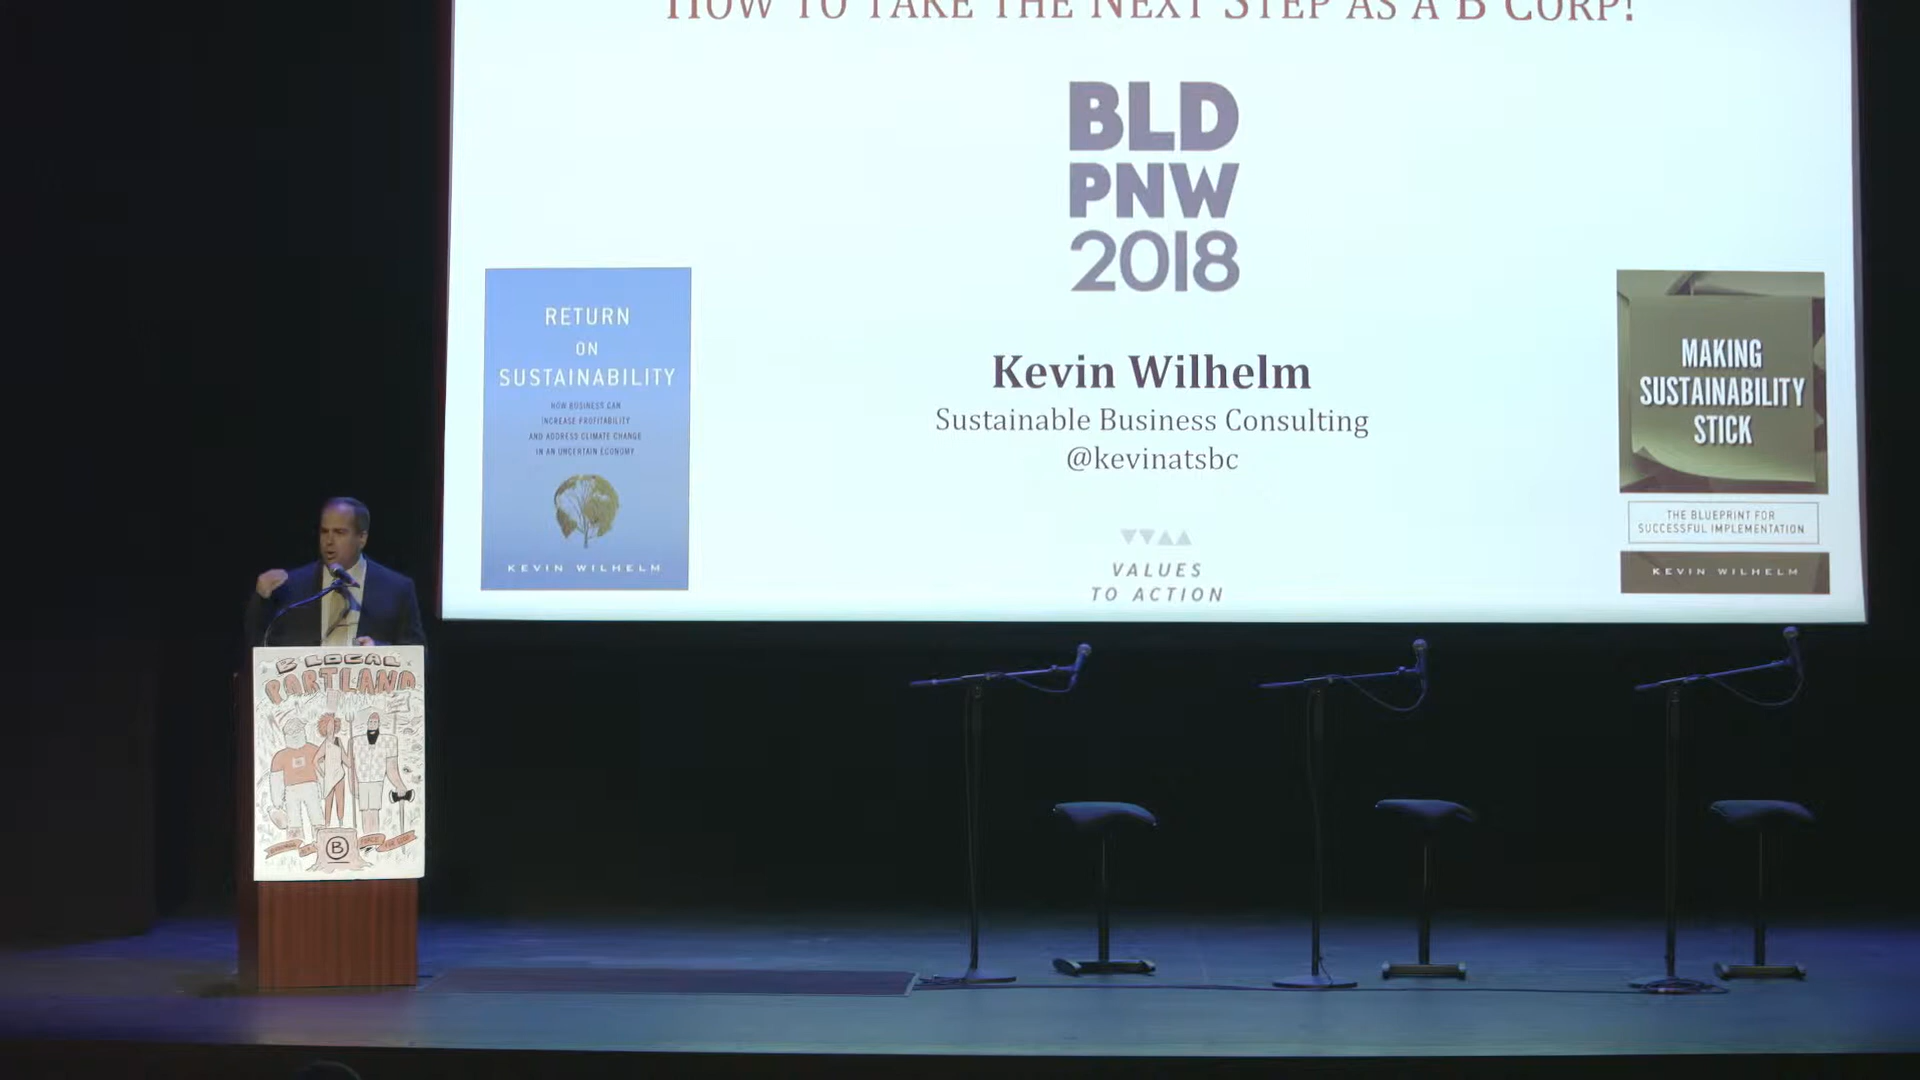 HOW TO TAKE THE NEXT STEP AS A B CORP!
BLD
PNW
2018
RETURN
ON
SUSTAINABILITY
HOW BUSINESS CAN
INCREASE PROFITABILITY
AND ADDRESS CLIMATE CHANGE
IN AN UNCERTAIN ECONOMY
KEVIN WILHELM
Kevin Wilhelm
Sustainable Business Consulting
@kevinatsbc
VALUES
TO ACTION
MAKING
SUSTAINABILITY
STICK
THE BLUEPRINT FOR
SUCCESSFUL IMPLEMENTATION
KEVIN WILHELM
B LOCAL
PARTLAND
B